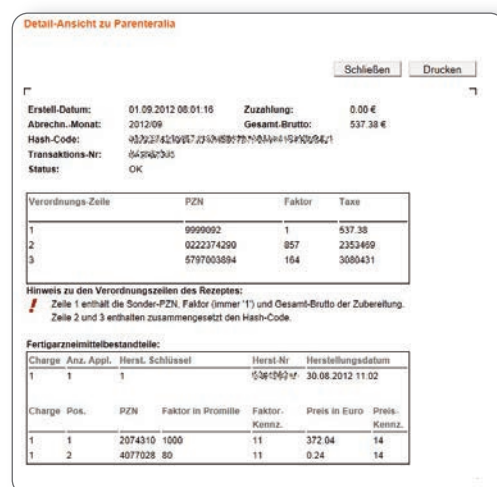 Detail-Ansicht zu Parenteralia
Schließen Drucken
Erstell-Datum: 01.09.2012 08:01:16 Zuzahlung: 0.00 €
Abrechn.-Monat: 2012/09 Gesamt-Brutto: 537.38 €
Hash-Code:
Transaktions-Nr:
Status: OK
Verordnungs-Zeile PZN Faktor Taxe
1 9999092 1 537.38
2 0222374290 857 2353469
3 5797003894 164 3080431
Hinweis zu den Verordnungszeilen des Rezeptes:
! Zeile 1 enthält die Sonder-PZN, Faktor (immer '1') und Gesamt-Brutto der Zubereitung.
Zeile 2 und 3 enthalten zusammengesetzt den Hash-Code.
Fertigarzneimittelbestandteile:
Charge Anz. Appl. Herst. Schlüssel Herst-Nr Herstellungsdatum
1 1 1 30.08.2012 11:02
Charge Pos. PZN Faktor in Promille Faktor-Kennz. Preis in Euro Preis-Kennz.
1 1 2074310 1000 11 372.04 14
1 2 4077028 80 11 0.24 14